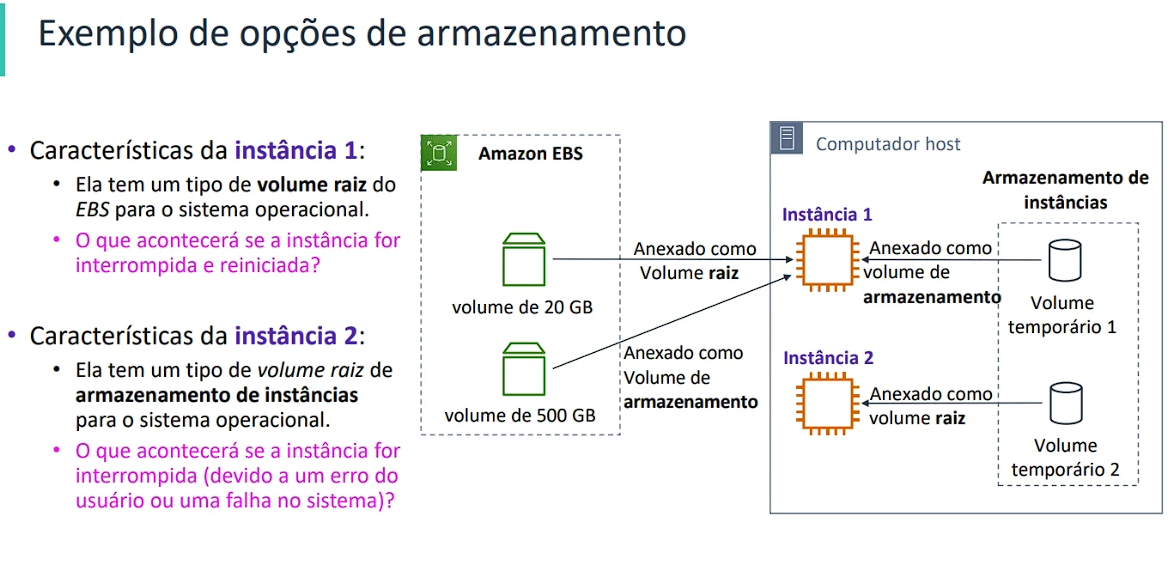 Exemplo de opções de armazenamento
• Características da instância 1:
• Ela tem um tipo de volume raiz do
EBS para o sistema operacional.
• O que acontecerá se a instância for
interrompida e reiniciada?
• Características da instância 2:
• Ela tem um tipo de volume raiz de
armazenamento de instâncias
para o sistema operacional.
• O que acontecerá se a instância for
interrompida (devido a um erro do
usuário ou uma falha no sistema)?
Amazon EBS
volume de 20 GB
volume de 500 GB
Anexado como
Volume raiz
Anexado como
Volume de
armazenamento
Computador host
Armazenamento de
instâncias
Instância 1
Anexado como
volume de
armazenamento
Volume
temporário 1
Instância 2
Anexado como
volume raiz
Volume
temporário 2